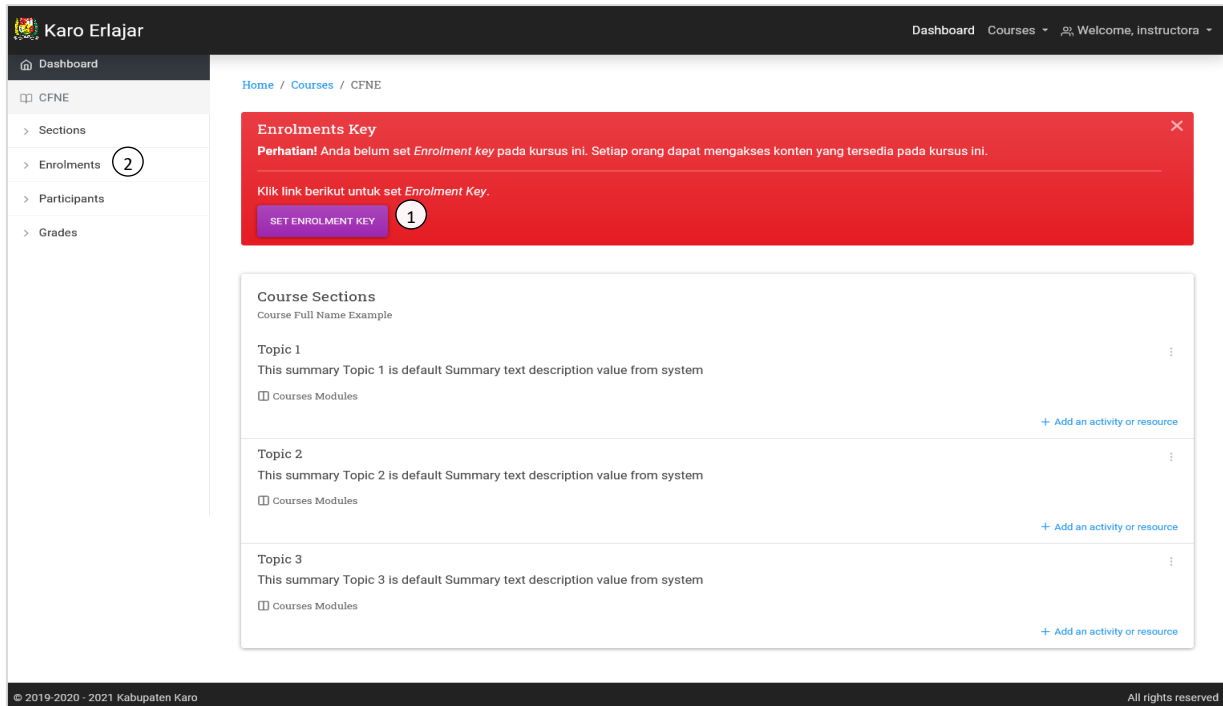 Karo Erlajar
Dashboard Courses Welcome, instructora
Dashboard
CFNE
Sections
Enrolments 2
Participants
Grades
Home / Courses / CFNE
Enrolments Key
Perhatian! Anda belum set Enrolment key pada kursus ini. Setiap orang dapat mengakses konten yang tersedia pada kursus ini.
Klik link berikut untuk set Enrolment Key.
SET ENROLMENT KEY 1
Course Sections
Course Full Name Example
Topic 1
This summary Topic 1 is default Summary text description value from system
Courses Modules
+ Add an activity or resource
Topic 2
This summary Topic 2 is default Summary text description value from system
Courses Modules
+ Add an activity or resource
Topic 3
This summary Topic 3 is default Summary text description value from system
Courses Modules
+ Add an activity or resource
© 2019-2020 - 2021 Kabupaten Karo All rights reserved